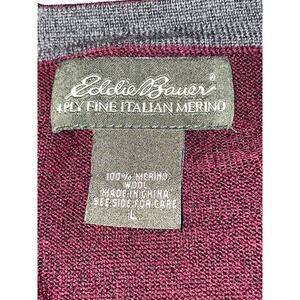 Eddie Bauer®
4 PLY FINE ITALIAN MERINO
100% MERINO
WOOL
MADE IN CHINA
SEE SIDE FOR CARE
L